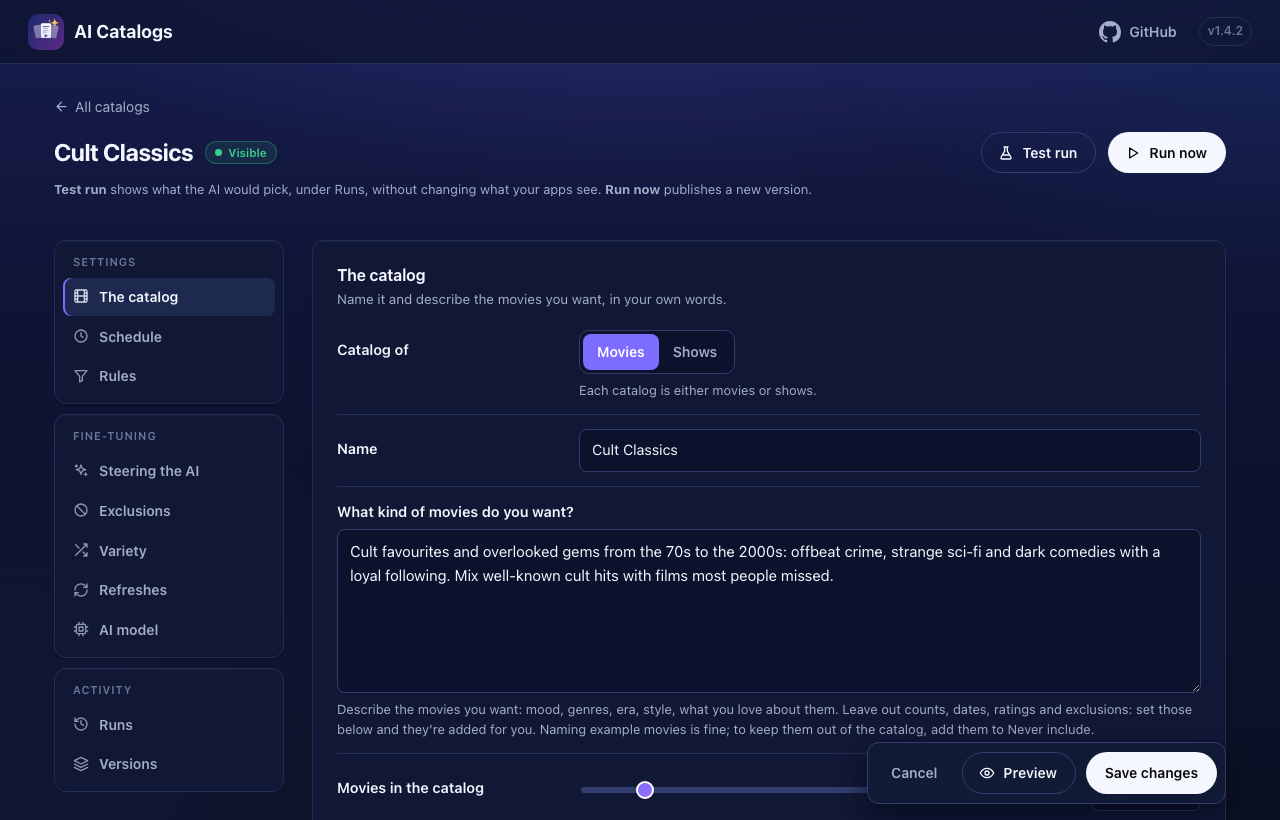 AI Catalogs
GitHub
v1.4.2
All catalogs
Cult Classics
Visible
Test run
Run now
Test run shows what the AI would pick, under Runs, without changing what your apps see. Run now publishes a new version.
SETTINGS
The catalog
Schedule
Rules
FINE-TUNING
Steering the AI
Exclusions
Variety
Refreshes
AI model
ACTIVITY
Runs
Versions
The catalog
Name it and describe the movies you want, in your own words.
Catalog of
Movies
Shows
Each catalog is either movies or shows.
Name
Cult Classics
What kind of movies do you want?
Cult favourites and overlooked gems from the 70s to the 2000s: offbeat crime, strange sci-fi and dark comedies with a
loyal following. Mix well-known cult hits with films most people missed.
Describe the movies you want: mood, genres, era, style, what you love about them. Leave out counts, dates, ratings and exclusions: set those
below and they're added for you. Naming example movies is fine; to keep them out of the catalog, add them to Never include.
Movies in the catalog
Cancel
Preview
Save changes